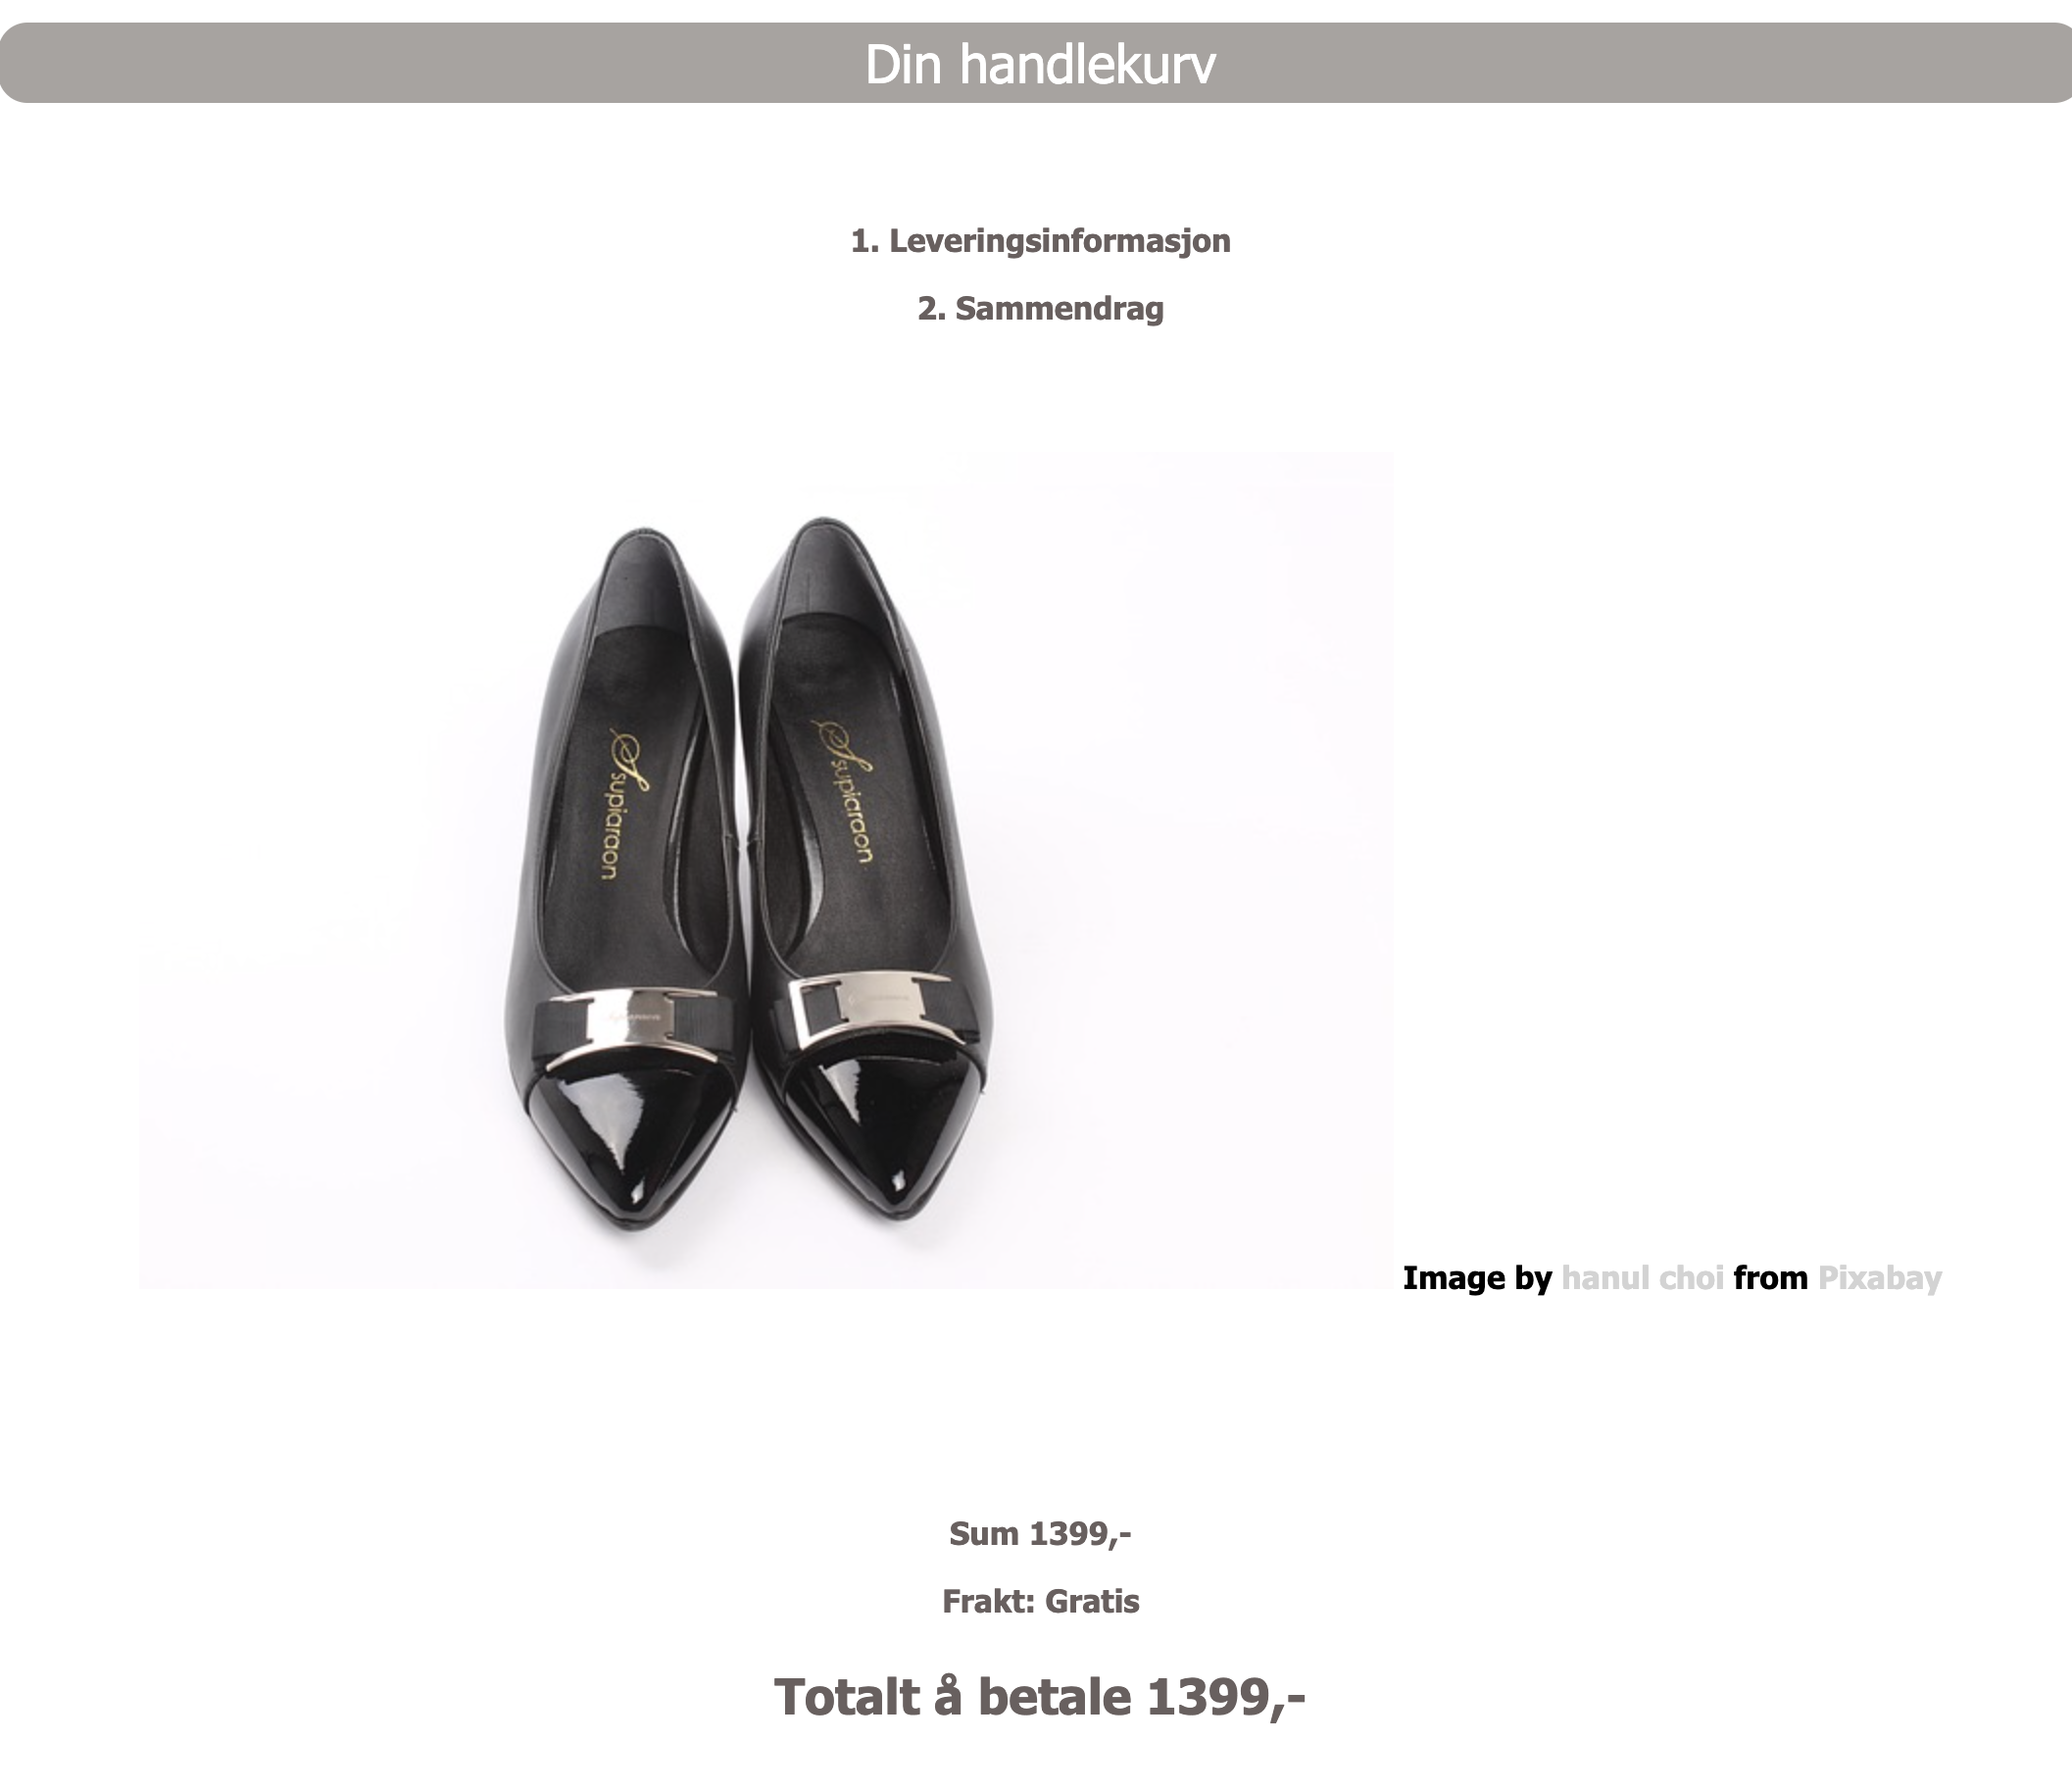 Din handlekurv
1. Leveringsinformasjon
2. Sammendrag
Supiaraon
Supiaraon
Image by hanul choi from Pixabay
Sum 1399,-
Frakt: Gratis
Totalt å betale 1399,-